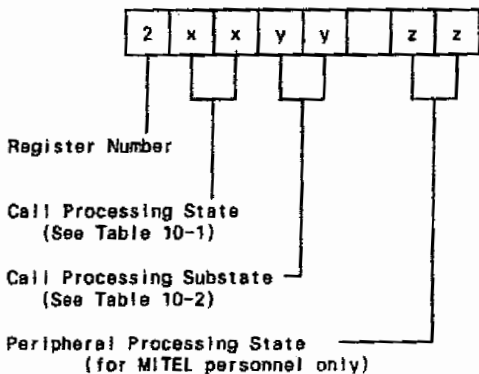 2 x x y y z z
Register Number
Call Processing State
(See Table 10-1)
Call Processing Substate
(See Table 10-2)
Peripheral Processing State
(for MITEL personnel only)